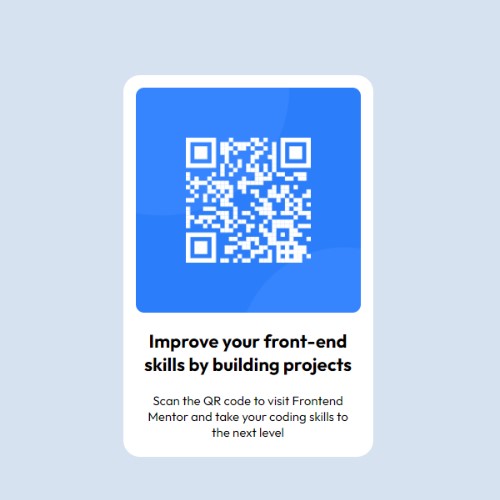 Improve your front-end
skills by building projects
Scan the QR code to visit Frontend
Mentor and take your coding skills to
the next level